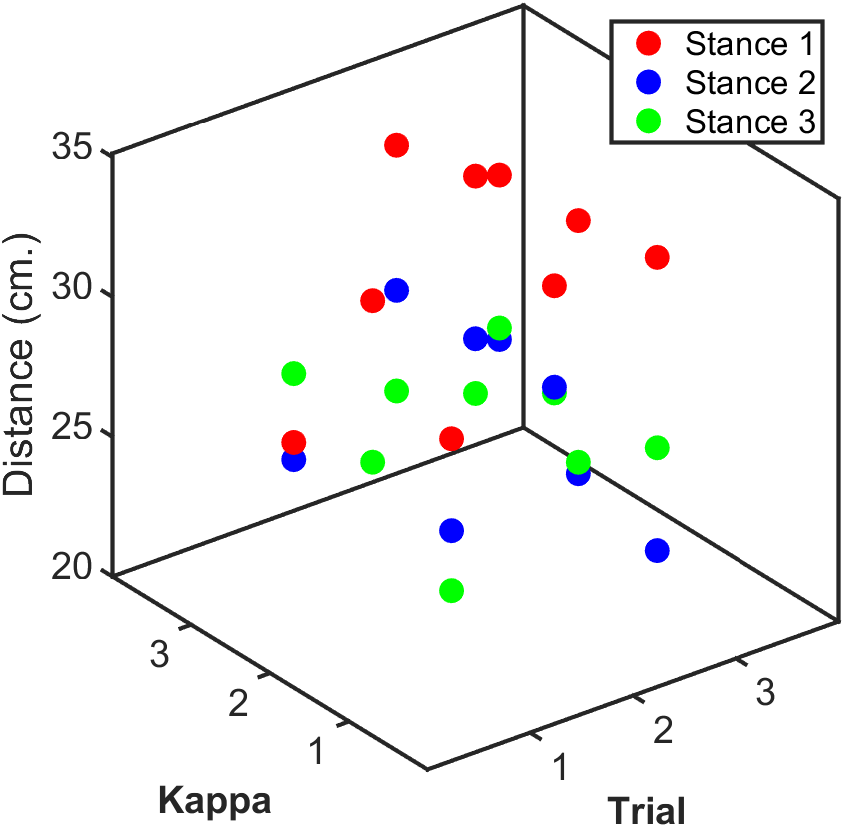 Stance 1
Stance 2
Stance 3
35
30
25
20
Distance (cm.)
3
2
1
Kappa
1
2
3
Trial